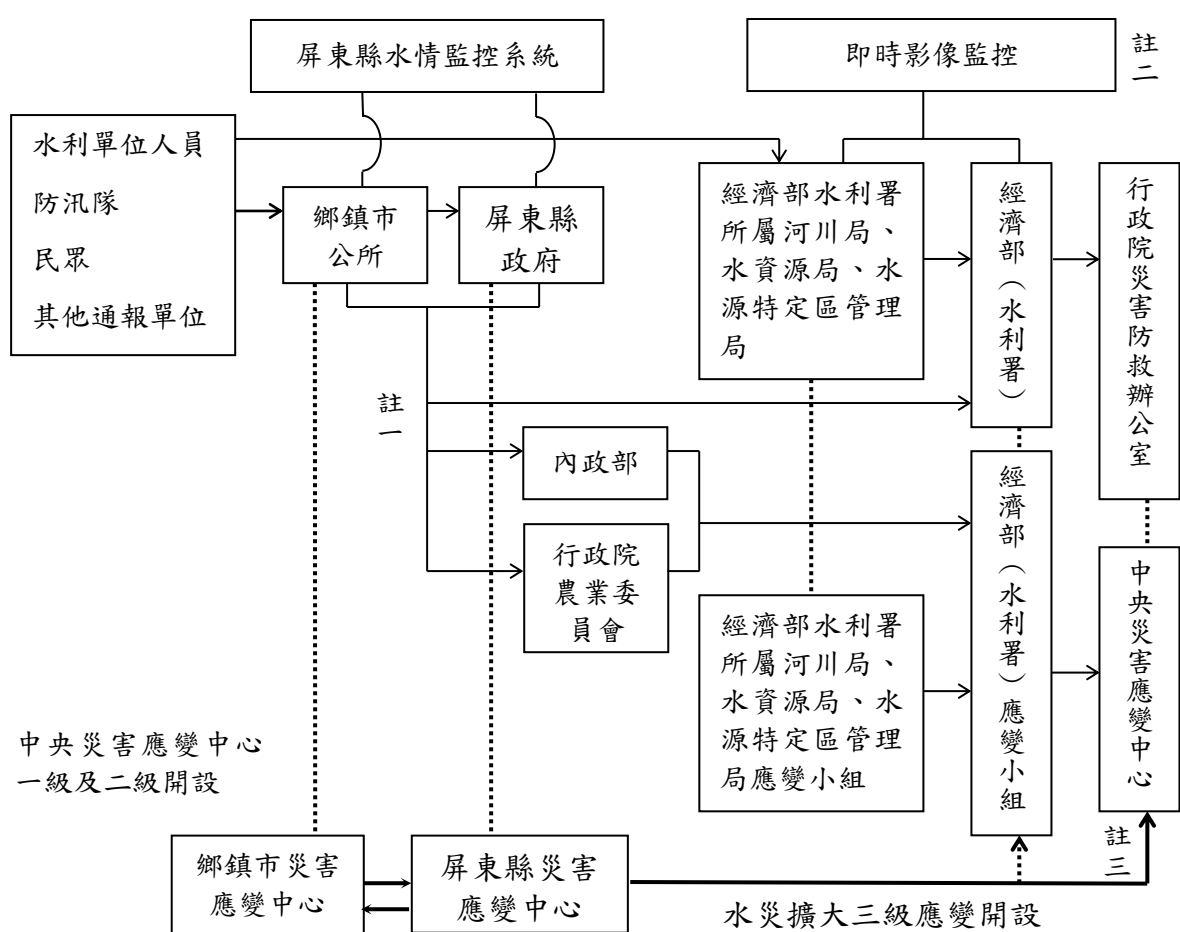 屏東縣水情監控系統
即時影像監控
註二
水利單位人員
防汛隊
民眾
其他通報單位
鄉鎮市
公所
屏東縣
政府
經濟部水利署
所屬河川局、
水資源局、水
源特定區管理
局
經濟部（水利署）
行政院災害防救辦公室
註一
內政部
行政院
農業委
員會
經濟部水利署
所屬河川局、
水資源局、水
源特定區管理
局應變小組
經濟部（水利署）應變小組
中央災害應變中心
中央災害應變中心
一級及二級開設
鄉鎮市災害
應變中心
屏東縣災害
應變中心
註三
水災擴大三級應變開設